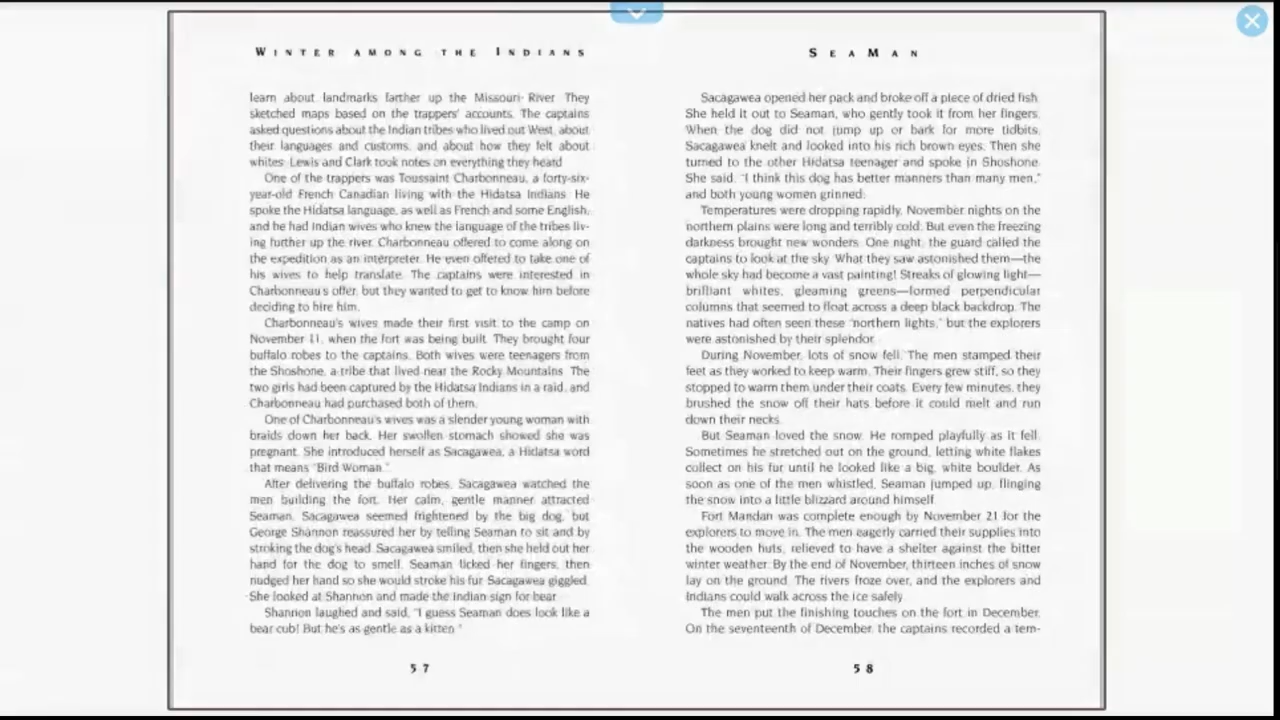 WINTER AMONG THE INDIANS
learn about landmarks farther up the Missouri River. They
sketched maps based on the trappers' accounts. The captains
asked questions about the Indian tribes who lived out West, about
their languages and customs, and about how they felt about
whites. Lewis and Clark took notes on everything they heard.
One of the trappers was Toussaint Charbonneau, a forty-six-
year-old French Canadian living with the Hidatsa Indians. He
spoke the Hidatsa language, as well as French and some English,
and he had Indian wives who knew the language of the tribes liv-
ing further up the river. Charbonneau offered to come along on
the expedition as an interpreter. He even offered to take one of
his wives to help translate. The captains were interested in
Charbonneau's offer, but they wanted to get to know him before
deciding to hire him.
Charbonneau's wives made their first visit to the camp on
November 11, when the fort was being built. They brought four
buffalo robes to the captains. Both wives were teenagers from
the Shoshone, a tribe that lived near the Rocky Mountains. The
two girls had been captured by the Hidatsa Indians in a raid, and
Charbonneau had purchased both of them.
One of Charbonneau's wives was a slender young woman with
braids down her back. Her swollen stomach showed she was
pregnant. She introduced herself as Sacagawea, a Hidatsa word
that means "Bird Woman."
After delivering the buffalo robes, Sacagawea watched the
men building the fort. Her calm, gentle manner attracted
Seaman. Sacagawea seemed frightened by the big dog, but
George Shannon reassured her by telling Seaman to sit and by
stroking the dog's head. Sacagawea smiled, then she held out her
hand for the dog to smell. Seaman licked her fingers, then
nudged her hand so she would stroke his fur. Sacagawea giggled.
She looked at Shannon and made the Indian sign for bear.
Shannon laughed and said, "I guess Seaman does look like a
bear cub! But he's as gentle as a kitten."
57
SEAMAN
Sacagawea opened her pack and broke off a piece of dried fish.
She held it out to Seaman, who gently took it from her fingers.
When the dog did not jump up or bark for more tidbits,
Sacagawea knelt and looked into his rich brown eyes. Then she
turned to the other Hidatsa teenager and spoke in Shoshone.
She said, "I think this dog has better manners than many men,"
and both young women grinned.
Temperatures were dropping rapidly. November nights on the
northern plains were long and terribly cold. But even the freezing
darkness brought new wonders. One night, the guard called the
captains to look at the sky. What they saw astonished them—the
whole sky had become a vast painting! Streaks of glowing light—
brilliant whites, gleaming greens—formed perpendicular
columns that seemed to float across a deep black backdrop. The
natives had often seen these "northern lights," but the explorers
were astonished by their splendor.
During November, lots of snow fell. The men stamped their
feet as they worked to keep warm. Their fingers grew stiff, so they
stopped to warm them under their coats. Every few minutes, they
brushed the snow off their hats before it could melt and run
down their necks.
But Seaman loved the snow. He romped playfully as it fell.
Sometimes he stretched out on the ground, letting white flakes
collect on his fur until he looked like a big, white boulder. As
soon as one of the men whistled, Seaman jumped up, flinging
the snow into a little blizzard around himself.
Fort Mandan was complete enough by November 21 for the
explorers to move in. The men eagerly carried their supplies into
the wooden huts, relieved to have a shelter against the bitter
winter weather. By the end of November, thirteen inches of snow
lay on the ground. The rivers froze over, and the explorers and
Indians could walk across the ice safely.
The men put the finishing touches on the fort in December.
On the seventeenth of December, the captains recorded a tem-
58